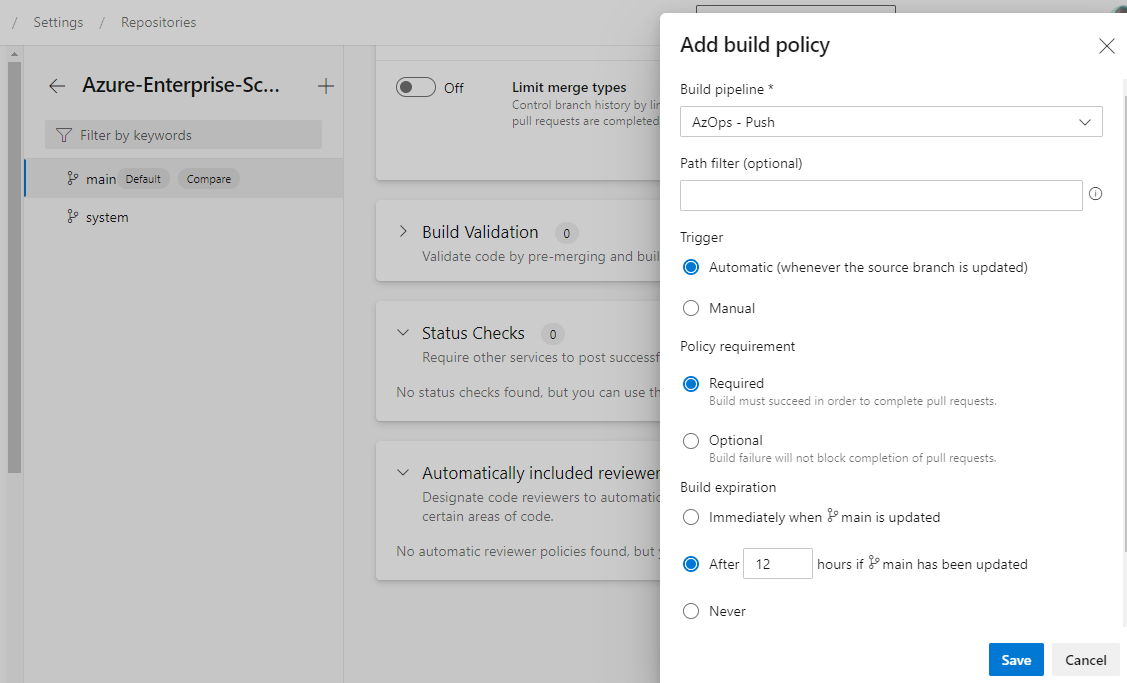 / Settings / Repositories
Azure-Enterprise-Sc...
Filter by keywords
main Default Compare
system
Off
Limit merge types
Control branch history by
pull requests are completed
Build Validation 0
Validate code by pre-merging and
Status Checks 0
Require other services to post
No status checks found, but you can use
Automatically included
Designate code reviewers to
certain areas of code.
No automatic reviewer policies found, but
Add build policy
Build pipeline *
AzOps - Push
Path filter (optional)
Trigger
Automatic (whenever the source branch is updated)
Manual
Policy requirement
Required
Build must succeed in order to complete pull requests.
Optional
Build failure will not block completion of pull requests.
Build expiration
Immediately when main is updated
After 12 hours if main has been updated
Never
Save Cancel